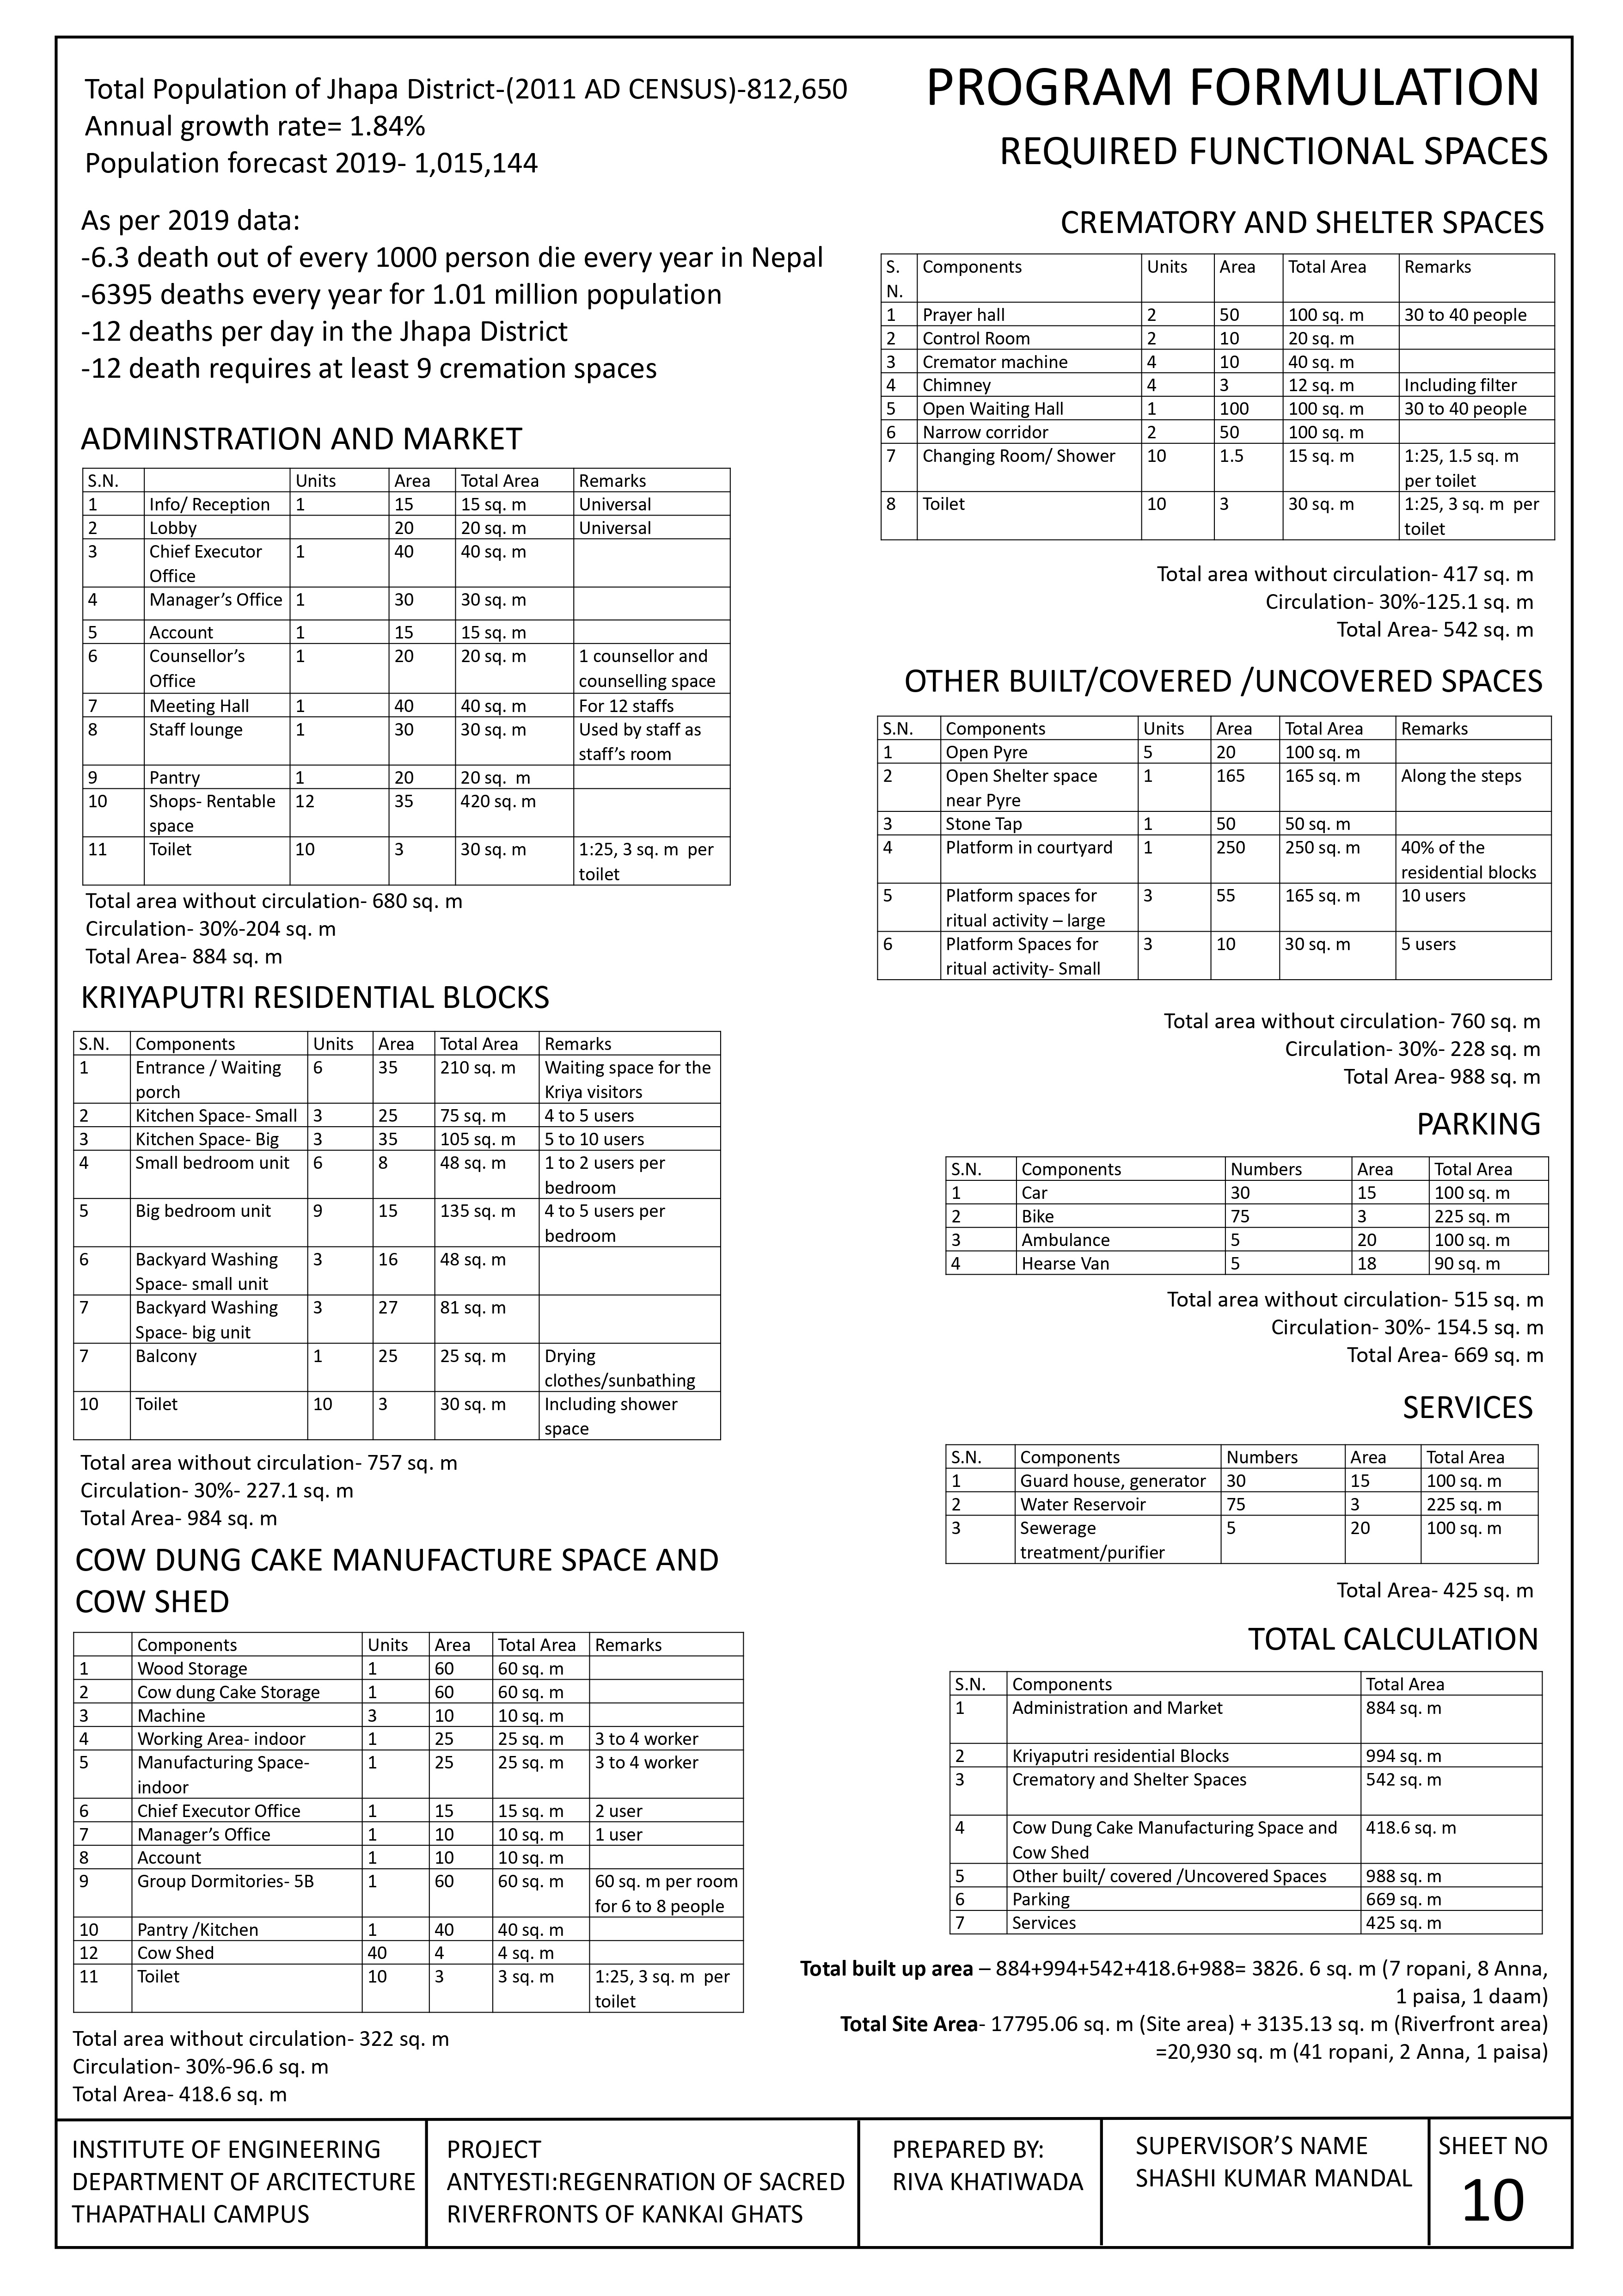 Total Population of Jhapa District-(2011 AD CENSUS)-812,650
Annual growth rate= 1.84%
Population forecast 2019- 1,015,144
As per 2019 data:
-6.3 death out of every 1000 person die every year in Nepal
-6395 deaths every year for 1.01 million population
-12 deaths per day in the Jhapa District
-12 death requires at least 9 cremation spaces
ADMINSTRATION AND MARKET
S.N. Units Area Total Area Remarks
1 Info/ Reception 1 15 15 sq. m Universal
2 Lobby 20 20 sq. m Universal
3 Chief Executor 1 40 40 sq. m
Office
4 Manager’s Office 1 30 30 sq. m
5 Account 1 15 15 sq. m
6 Counsellor’s 1 20 20 sq. m 1 counsellor and
Office counselling space
7 Meeting Hall 1 40 40 sq. m For 12 staffs
8 Staff lounge 1 30 30 sq. m Used by staff as
staff’s room
9 Pantry 1 20 20 sq. m
10 Shops- Rentable 12 35 420 sq. m
space
11 Toilet 10 3 30 sq. m 1:25, 3 sq. m per
toilet
Total area without circulation- 680 sq. m
Circulation- 30%-204 sq. m
Total Area- 884 sq. m
KRIYAPUTRI RESIDENTIAL BLOCKS
S.N. Components Units Area Total Area Remarks
1 Entrance / Waiting 6 35 210 sq. m Waiting space for the
porch Kriya visitors
2 Kitchen Space- Small 3 25 75 sq. m 4 to 5 users
3 Kitchen Space- Big 3 35 105 sq. m 5 to 10 users
4 Small bedroom unit 6 8 48 sq. m 1 to 2 users per
bedroom
5 Big bedroom unit 9 15 135 sq. m 4 to 5 users per
bedroom
6 Backyard Washing 3 16 48 sq. m
Space- small unit
7 Backyard Washing 3 27 81 sq. m
Space- big unit
7 Balcony 1 25 25 sq. m Drying
clothes/sunbathing
10 Toilet 10 3 30 sq. m Including shower
space
Total area without circulation- 757 sq. m
Circulation- 30%- 227.1 sq. m
Total Area- 984 sq. m
COW DUNG CAKE MANUFACTURE SPACE AND
COW SHED
Components Units Area Total Area Remarks
1 Wood Storage 1 60 60 sq. m
2 Cow dung Cake Storage 1 60 60 sq. m
3 Machine 3 10 10 sq. m
4 Working Area- indoor 1 25 25 sq. m 3 to 4 worker
5 Manufacturing Space- 1 25 25 sq. m 3 to 4 worker
indoor
6 Chief Executor Office 1 15 15 sq. m 2 user
7 Manager’s Office 1 10 10 sq. m 1 user
8 Account 1 10 10 sq. m
9 Group Dormitories- 5B 1 60 60 sq. m 60 sq. m per room
for 6 to 8 people
10 Pantry /Kitchen 1 40 40 sq. m
12 Cow Shed 40 4 4 sq. m
11 Toilet 10 3 3 sq. m 1:25, 3 sq. m per
toilet
Total area without circulation- 322 sq. m
Circulation- 30%-96.6 sq. m
Total Area- 418.6 sq. m
PROGRAM FORMULATION
REQUIRED FUNCTIONAL SPACES
CREMATORY AND SHELTER SPACES
S. Components Units Area Total Area Remarks
N.
1 Prayer hall 2 50 100 sq. m 30 to 40 people
2 Control Room 2 10 20 sq. m
3 Cremator machine 4 10 40 sq. m
4 Chimney 4 3 12 sq. m Including filter
5 Open Waiting Hall 1 100 100 sq. m 30 to 40 people
6 Narrow corridor 2 50 100 sq. m
7 Changing Room/ Shower 10 1.5 15 sq. m 1:25, 1.5 sq. m
per toilet
8 Toilet 10 3 30 sq. m 1:25, 3 sq. m per
toilet
Total area without circulation- 417 sq. m
Circulation- 30%-125.1 sq. m
Total Area- 542 sq. m
OTHER BUILT/COVERED /UNCOVERED SPACES
S.N. Components Units Area Total Area Remarks
1 Open Pyre 5 20 100 sq. m
2 Open Shelter space 1 165 165 sq. m Along the steps
near Pyre
3 Stone Tap 1 50 50 sq. m
4 Platform in courtyard 1 250 250 sq. m 40% of the
residential blocks
5 Platform spaces for 3 55 165 sq. m 10 users
ritual activity – large
6 Platform Spaces for 3 10 30 sq. m 5 users
ritual activity- Small
Total area without circulation- 760 sq. m
Circulation- 30%- 228 sq. m
Total Area- 988 sq. m
PARKING
S.N. Components Numbers Area Total Area
1 Car 30 15 100 sq. m
2 Bike 75 3 225 sq. m
3 Ambulance 5 20 100 sq. m
4 Hearse Van 5 18 90 sq. m
Total area without circulation- 515 sq. m
Circulation- 30%- 154.5 sq. m
Total Area- 669 sq. m
SERVICES
S.N. Components Numbers Area Total Area
1 Guard house, generator 30 15 100 sq. m
2 Water Reservoir 75 3 225 sq. m
3 Sewerage 5 20 100 sq. m
treatment/purifier
Total Area- 425 sq. m
TOTAL CALCULATION
S.N. Components Total Area
1 Administration and Market 884 sq. m
2 Kriyaputri residential Blocks 994 sq. m
3 Crematory and Shelter Spaces 542 sq. m
4 Cow Dung Cake Manufacturing Space and 418.6 sq. m
Cow Shed
5 Other built/ covered /Uncovered Spaces 988 sq. m
6 Parking 669 sq. m
7 Services 425 sq. m
Total built up area – 884+994+542+418.6+988= 3826. 6 sq. m (7 ropani, 8 Anna,
1 paisa, 1 daam)
Total Site Area- 17795.06 sq. m (Site area) + 3135.13 sq. m (Riverfront area)
=20,930 sq. m (41 ropani, 2 Anna, 1 paisa)
INSTITUTE OF ENGINEERING
DEPARTMENT OF ARCITECTURE
THAPATHALI CAMPUS
PROJECT
ANTYESTI:REGENRATION OF SACRED
RIVERFRONTS OF KANKAI GHATS
PREPARED BY:
RIVA KHATIWADA
SUPERVISOR’S NAME
SHASHI KUMAR MANDAL
SHEET NO
10